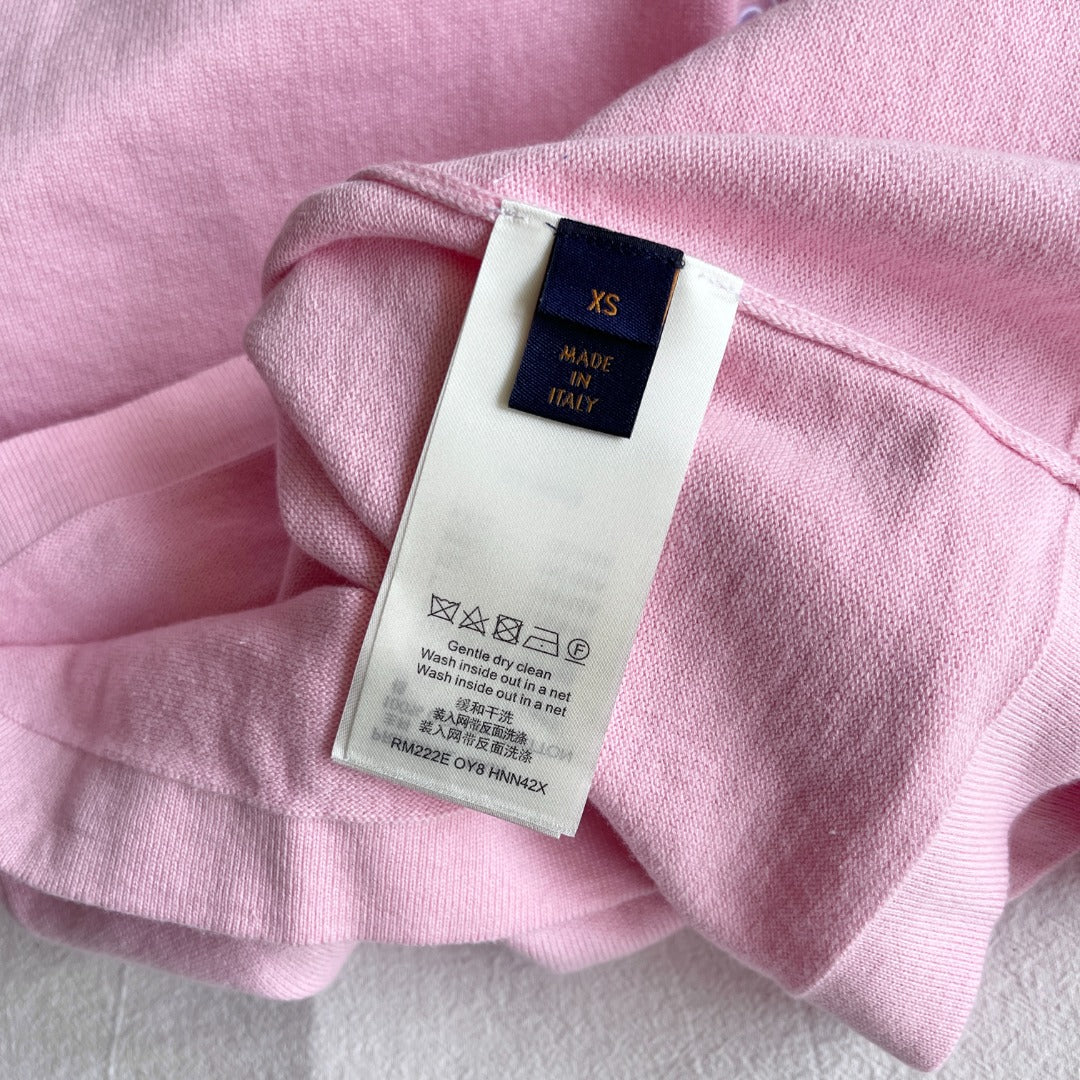 XS
MADE
IN
ITALY
F
Gentle dry clean
Wash inside out in a net
Wash inside out in a net
缓和干洗
装入网带反面洗涤
装入网带反面洗涤
RM222E OY8 HNN42X